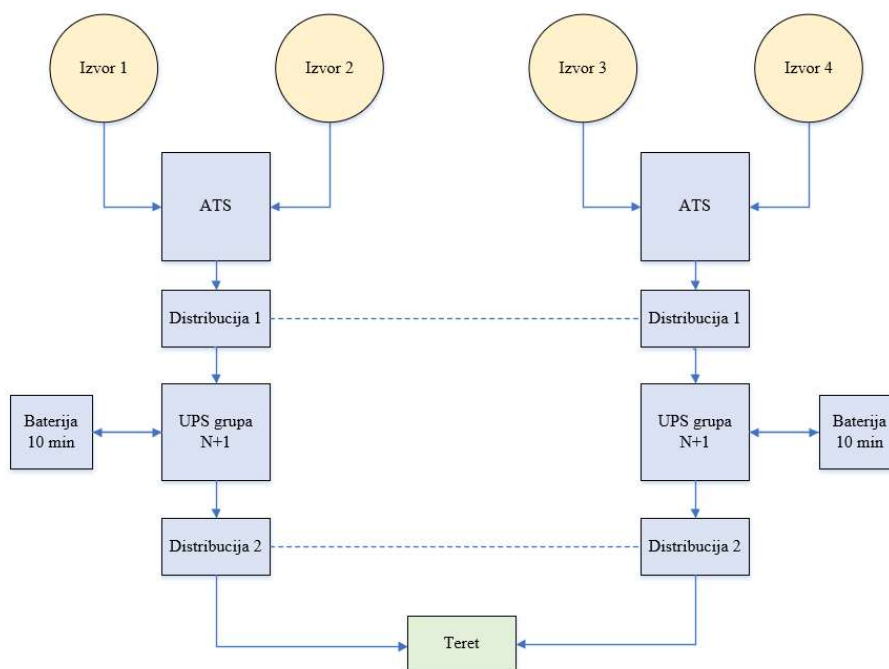 Izvor 1
Izvor 2
Izvor 3
Izvor 4
ATS
ATS
Distribucija 1
Distribucija 1
Baterija
10 min
UPS grupa
N+1
UPS grupa
N+1
Baterija
10 min
Distribucija 2
Distribucija 2
Teret